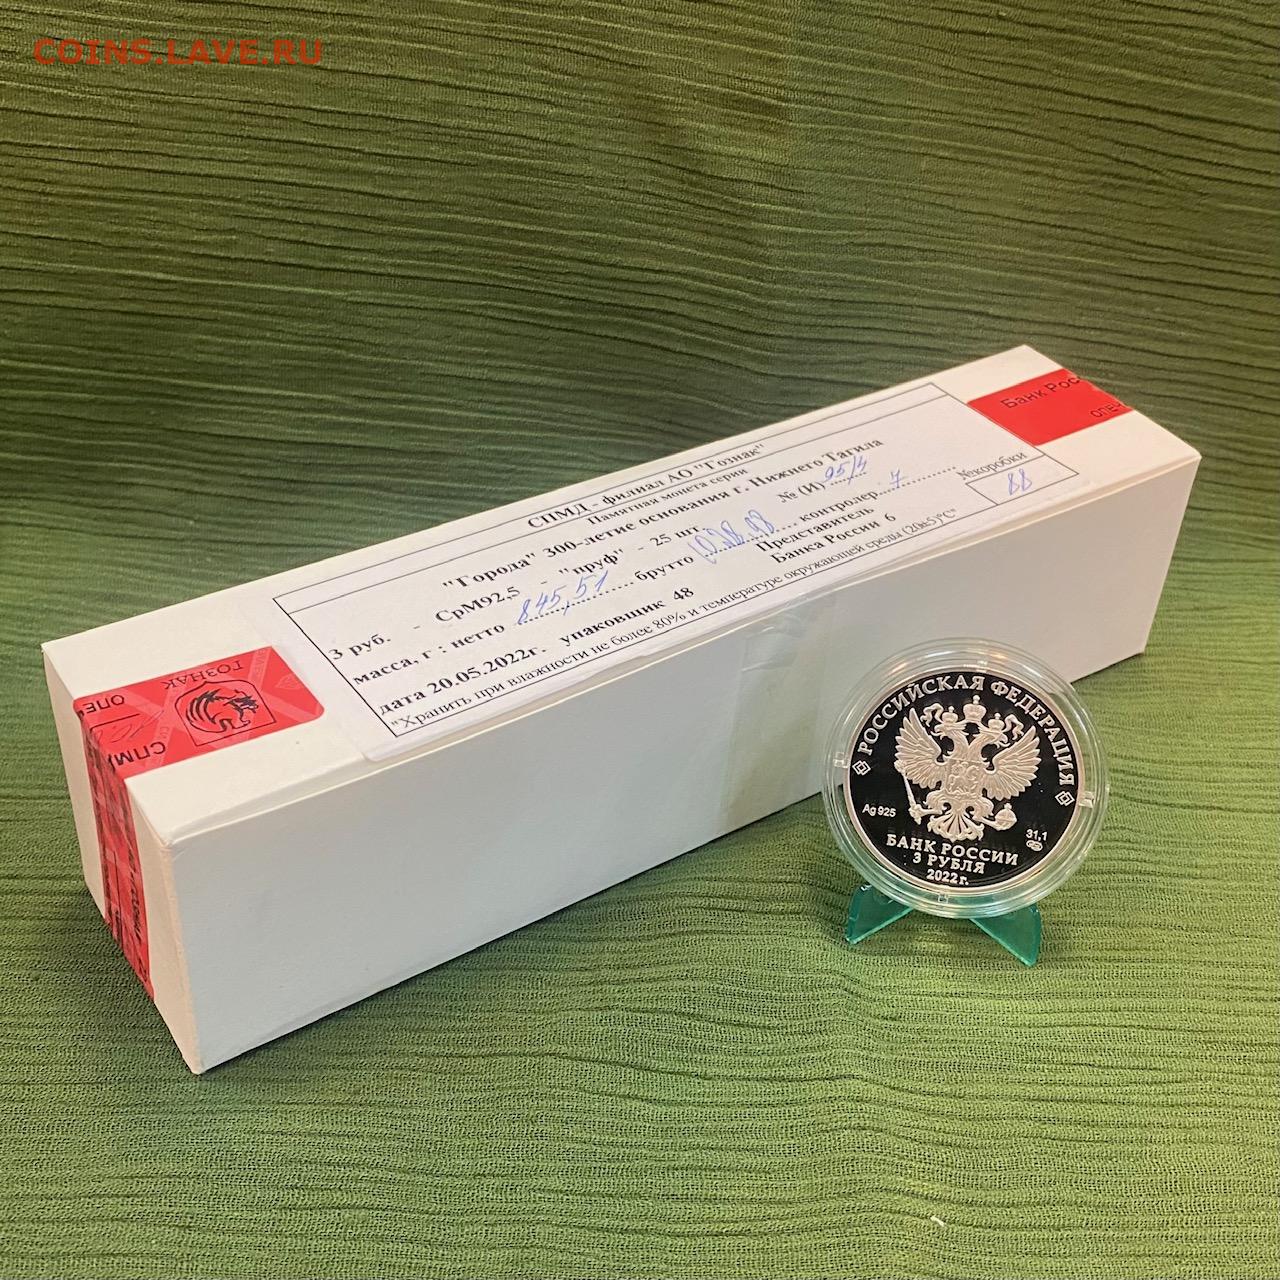 COINS.LAVE.RU
СПМД - филиал АО "Гознак"
Памятная монета серии
"Города" 300-летие основания г. Нижнего Тагила
3 руб. - СрМ92,5 - "пруф" - 25 шт. № (И) 95/4
масса, г : нетто 845,51 брутто контролер 7 №коробки
дата 20.05.2022г. упаковщик 48 Представитель Банка России 6 88
"Хранить при влажности не более 80% и температуре окружающей среды (20±5)°С"
Банк Рос
ГОЗНАК
СПМ
РОССИЙСКАЯ ФЕДЕРАЦИЯ
Ag 925
31,1
БАНК РОССИИ
3 РУБЛЯ
2022 г.